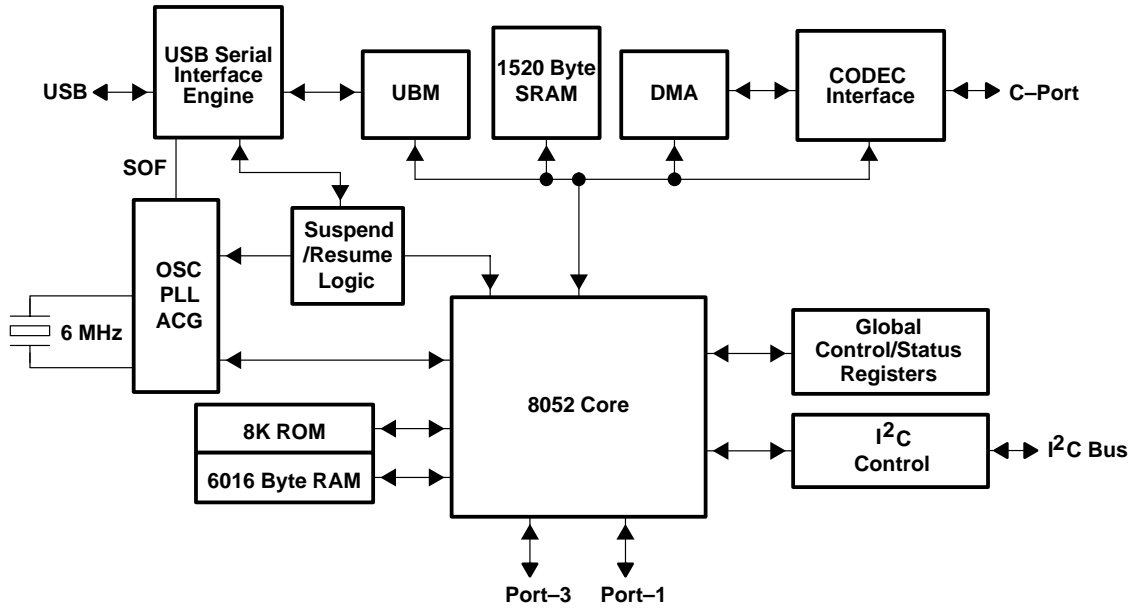 USB Serial
Interface
Engine
USB
UBM
1520 Byte
SRAM
DMA
CODEC
Interface
C–Port
SOF
Suspend
/Resume
Logic
OSC
PLL
ACG
6 MHz
8052 Core
Global
Control/Status
Registers
8K ROM
6016 Byte RAM
I2C
Control
I2C Bus
Port–3
Port–1